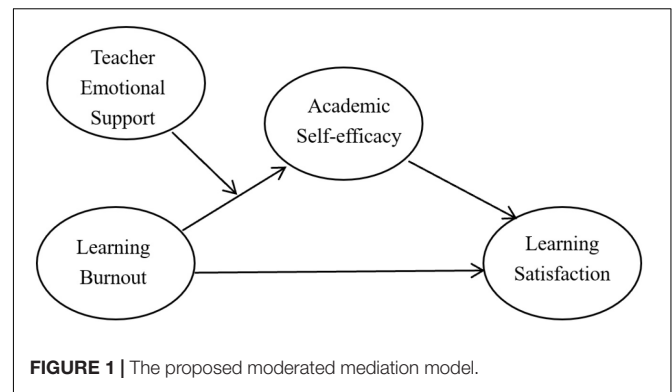 Teacher
Emotional
Support
Academic
Self-efficacy
Learning
Burnout
Learning
Satisfaction
FIGURE 1 | The proposed moderated mediation model.